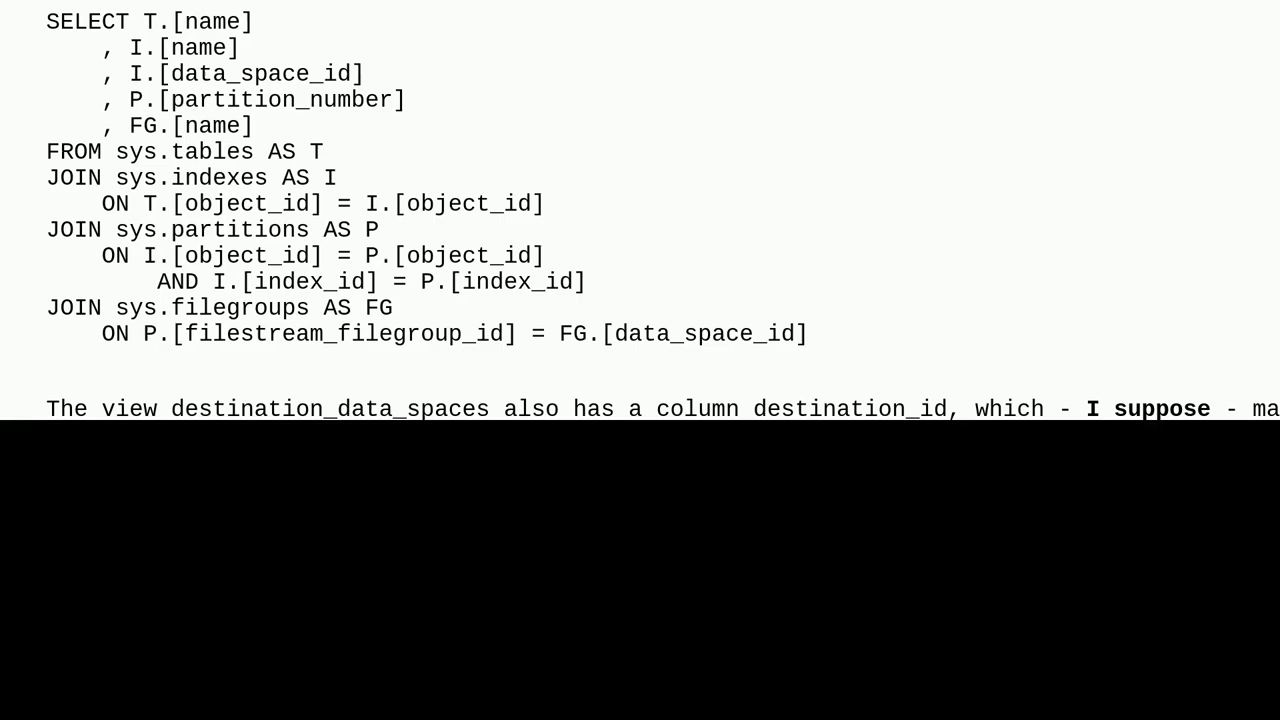 SELECT T.[name]
    , I.[name]
    , I.[data_space_id]
    , P.[partition_number]
    , FG.[name]
FROM sys.tables AS T
JOIN sys.indexes AS I
    ON T.[object_id] = I.[object_id]
JOIN sys.partitions AS P
    ON I.[object_id] = P.[object_id]
        AND I.[index_id] = P.[index_id]
JOIN sys.filegroups AS FG
    ON P.[filestream_filegroup_id] = FG.[data_space_id]
The view destination_data_spaces also has a column destination_id, which - I suppose -